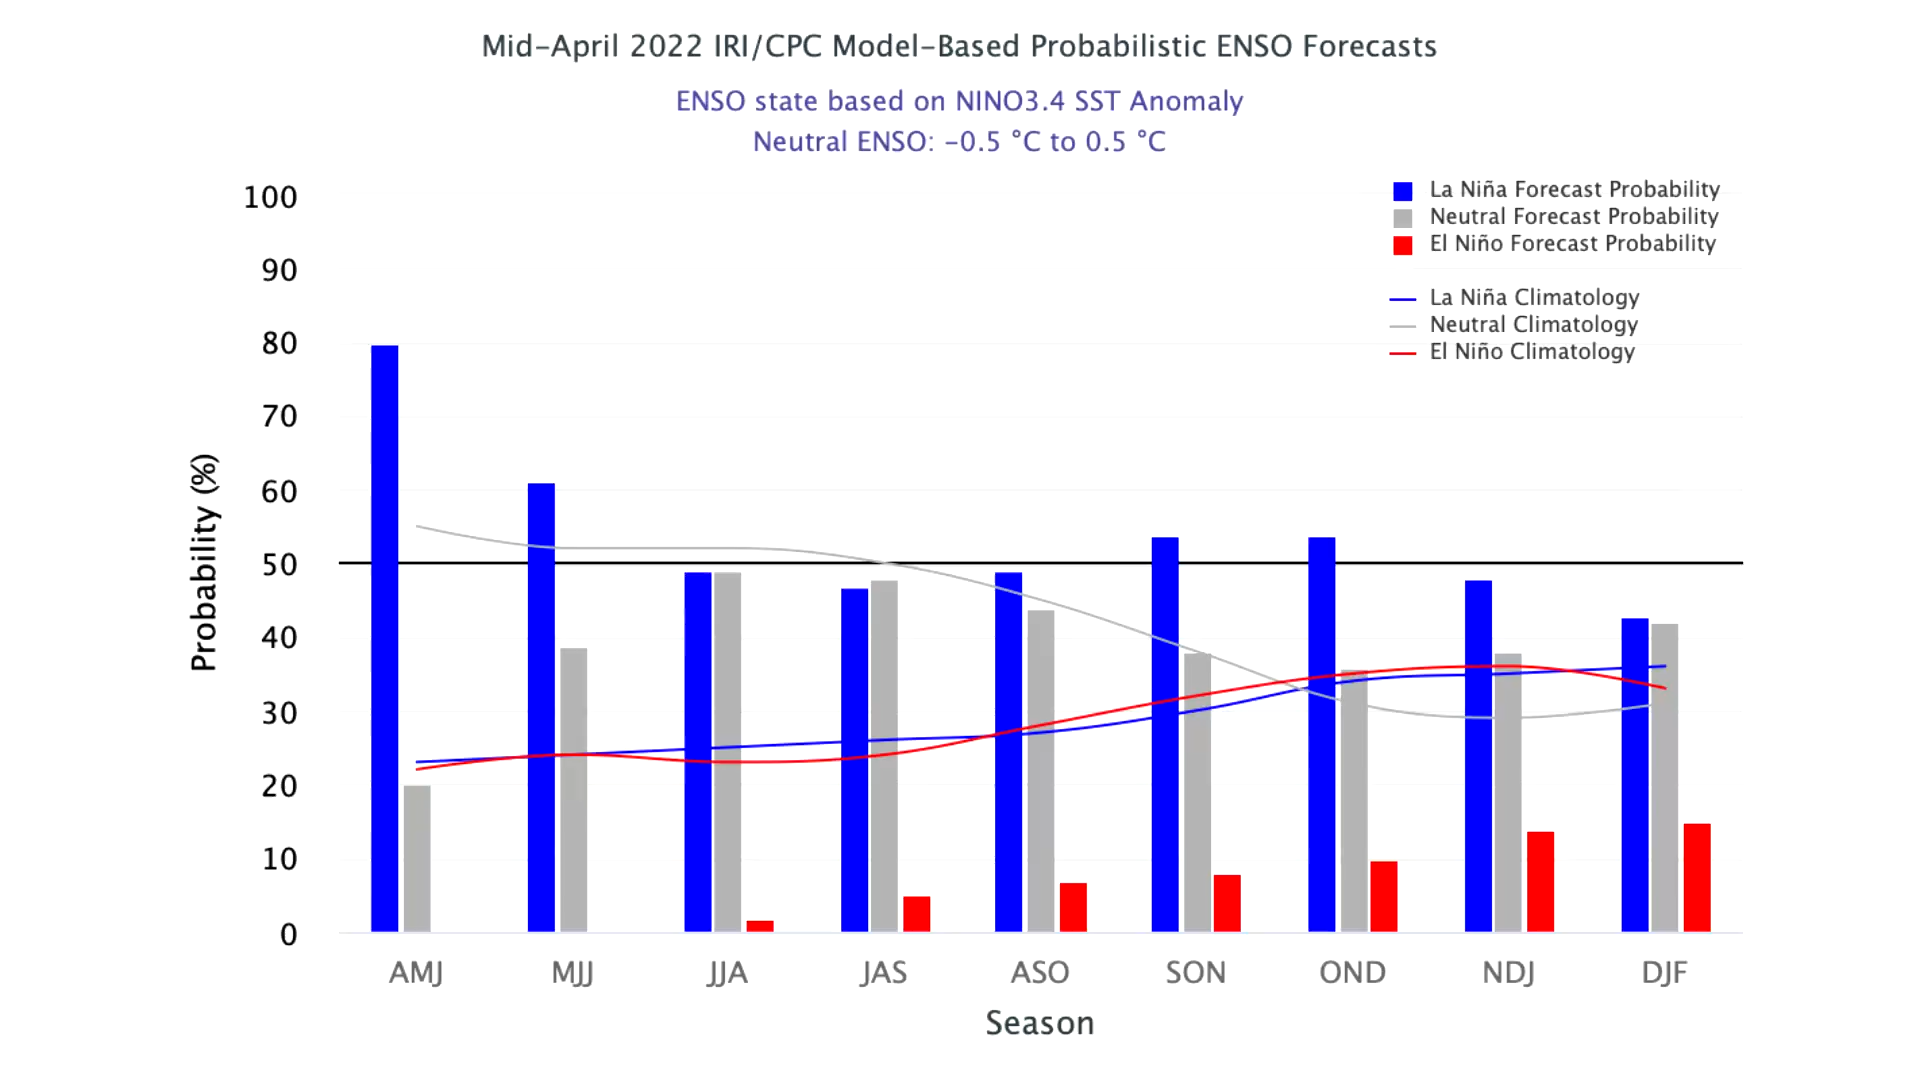 Mid-April 2022 IRI/CPC Model-Based Probabilistic ENSO Forecasts
ENSO state based on NINO3.4 SST Anomaly
Neutral ENSO: -0.5 °C to 0.5 °C
La Niña Forecast Probability
Neutral Forecast Probability
El Niño Forecast Probability
La Niña Climatology
Neutral Climatology
El Niño Climatology
100
90
80
70
60
50
40
30
20
10
0
Probability (%)
AMJ MJJ JJA JAS ASO SON OND NDJ DJF
Season